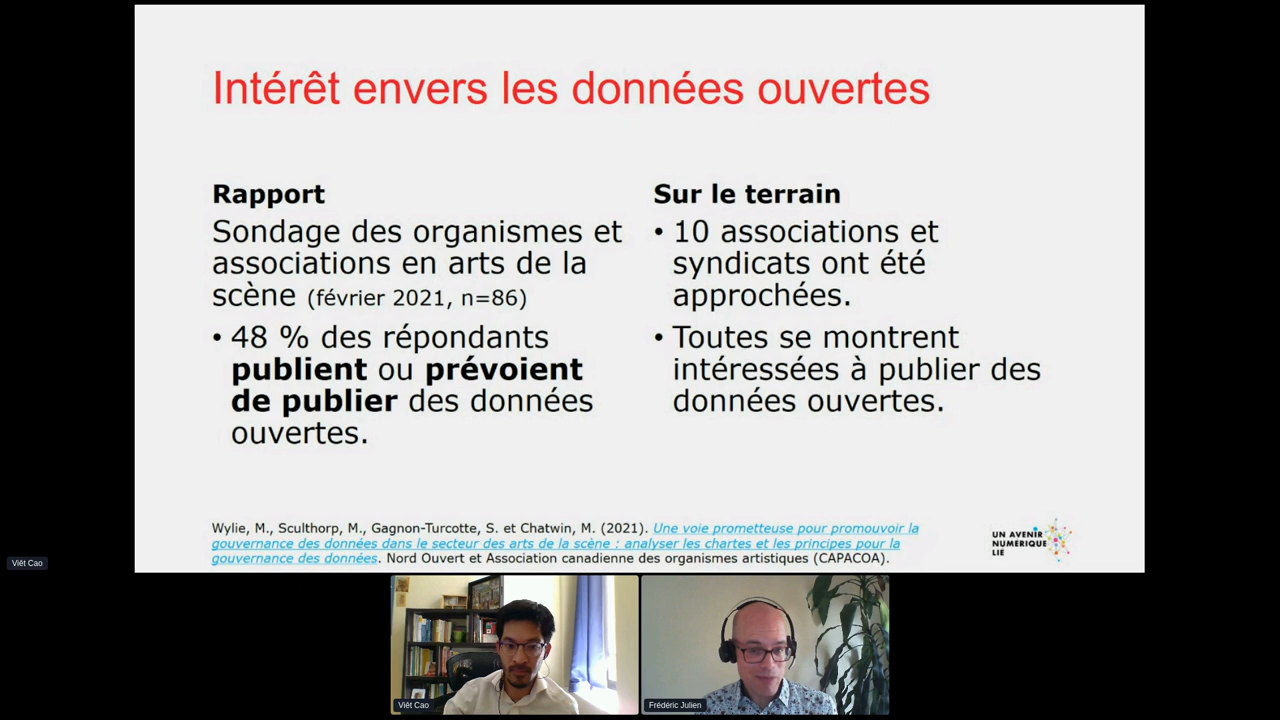 Intérêt envers les données ouvertes
Rapport
Sondage des organismes et
associations en arts de la
scène (février 2021, n=86)
• 48 % des répondants
publient ou prévoient
de publier des données
ouvertes.
Sur le terrain
• 10 associations et
syndicats ont été
approchées.
• Toutes se montrent
intéressées à publier des
données ouvertes.
Wylie, M., Sculthorp, M., Gagnon-Turcotte, S. et Chatwin, M. (2021). Une voie prometteuse pour promouvoir la
gouvernance des données dans le secteur des arts de la scène : analyser les chartes et les principes pour la
gouvernance des données. Nord Ouvert et Association canadienne des organismes artistiques (CAPACOA).
UN AVENIR
NUMÉRIQUE
LIÉ
Viêt Cao
Viêt Cao
Frédéric Julien